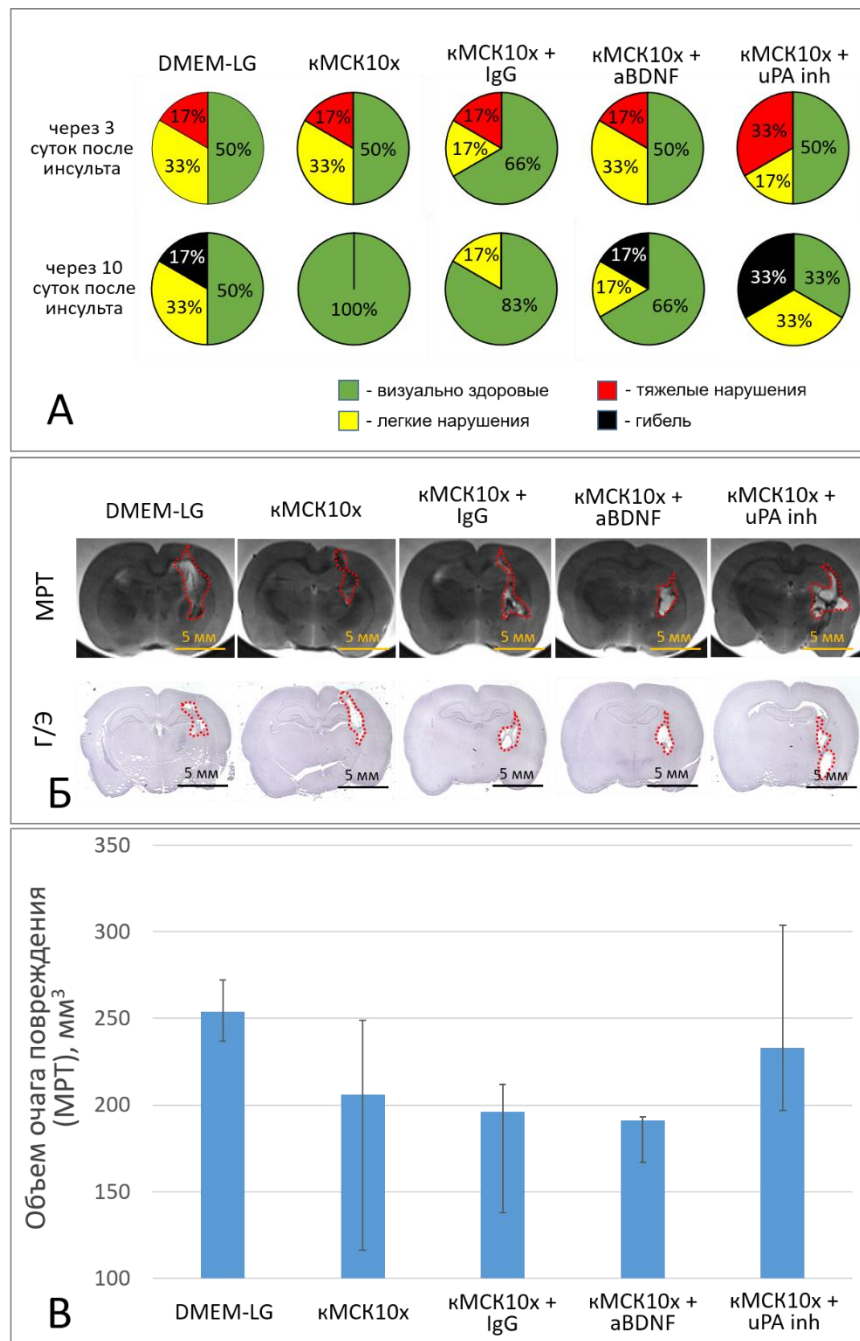 DMEM-LG
кМСК10х
кМСК10х +
IgG
кМСК10х +
aBDNF
кМСК10х +
uPA inh
через 3
суток после
инсульта
17%
33%
50%
17%
33%
50%
17%
17%
66%
17%
33%
50%
33%
17%
50%
через 10
суток после
инсульта
17%
33%
50%
100%
17%
83%
17%
17%
66%
33%
33%
33%
А
- визуально здоровые
- тяжелые нарушения
- легкие нарушения
- гибель
DMEM-LG
кМСК10х
кМСК10х +
IgG
кМСК10х +
aBDNF
кМСК10х +
uPA inh
МРТ
5 мм
5 мм
5 мм
5 мм
5 мм
Г/Э
5 мм
5 мм
5 мм
5 мм
5 мм
Б
Объем очага повреждения
(МРТ), мм³
350
300
250
200
150
100
DMEM-LG
кМСК10х
кМСК10х +
IgG
кМСК10х +
aBDNF
кМСК10х +
uPA inh
В